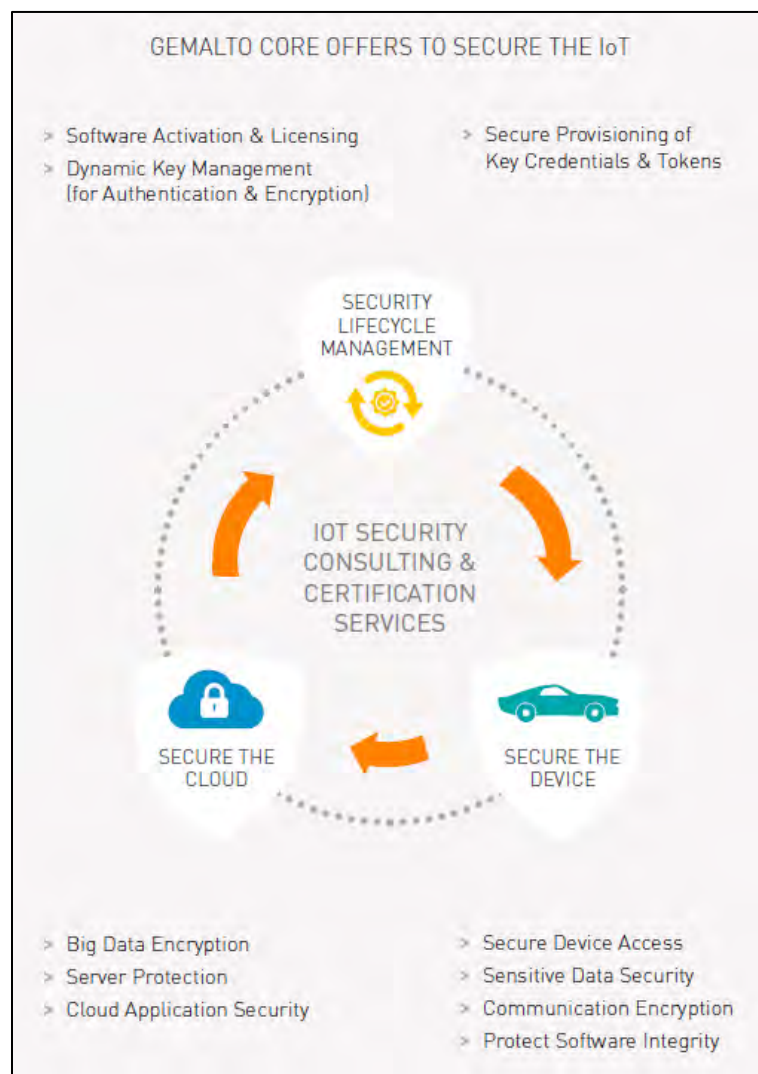 GEMALTO CORE OFFERS TO SECURE THE IoT
> Software Activation & Licensing
> Dynamic Key Management
(for Authentication & Encryption)
> Secure Provisioning of
Key Credentials & Tokens
SECURITY
LIFECYCLE
MANAGEMENT
IOT SECURITY
CONSULTING &
CERTIFICATION
SERVICES
SECURE THE
CLOUD
SECURE THE
DEVICE
> Big Data Encryption
> Server Protection
> Cloud Application Security
> Secure Device Access
> Sensitive Data Security
> Communication Encryption
> Protect Software Integrity